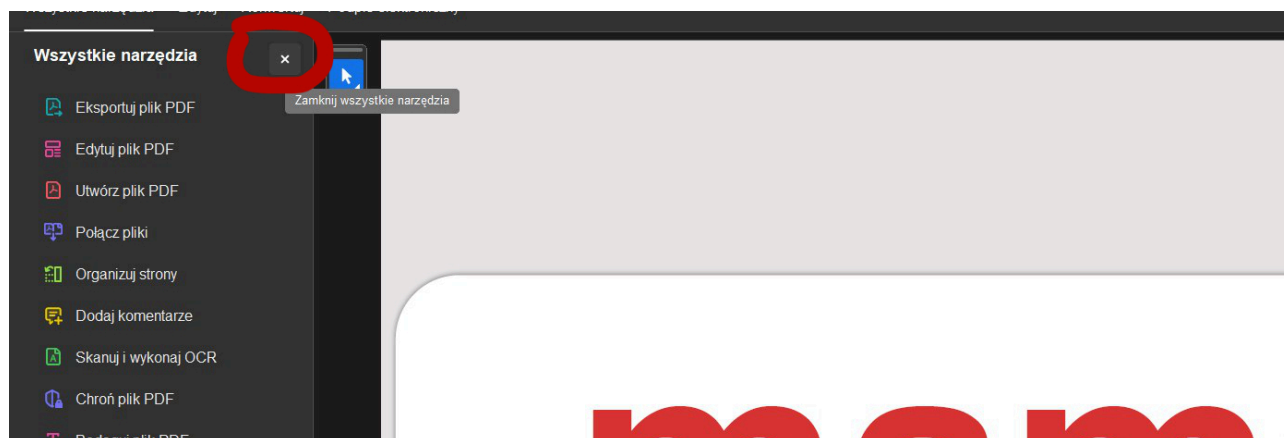 Wszystkie narzędzia
×
Zamknij wszystkie narzędzia
Eksportuj plik PDF
Edytuj plik PDF
Utwórz plik PDF
Połącz pliki
Organizuj strony
Dodaj komentarze
Skanuj i wykonaj OCR
Chroń plik PDF